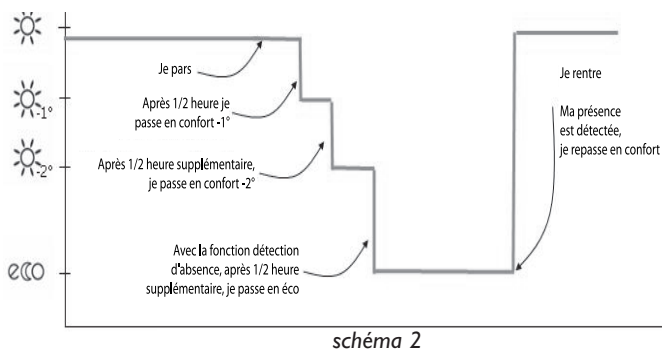 Je pars
Je rentre
-1°
Après 1/2 heure je
passe en confort -1°
Ma présence
est détectée,
je repasse en confort
-2°
Après 1/2 heure supplémentaire,
je passe en confort -2°
Avec la fonction détection
d'absence, après 1/2 heure
supplémentaire, je passe en éco
eco
schéma 2